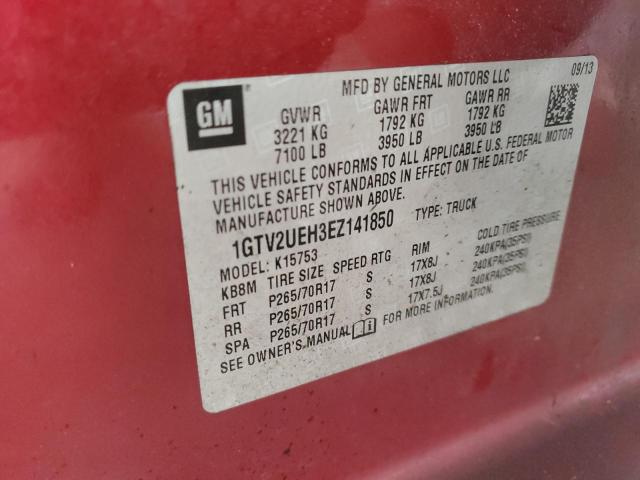 MFD BY GENERAL MOTORS LLC 09/13
GM
GVWR GAWR FRT GAWR RR
3221 KG 1792 KG 1792 KG
7100 LB 3950 LB 3950 LB
THIS VEHICLE CONFORMS TO ALL APPLICABLE U.S. FEDERAL MOTOR
VEHICLE SAFETY STANDARDS IN EFFECT ON THE DATE OF
MANUFACTURE SHOWN ABOVE.
1GTV2UEH3EZ141850 TYPE: TRUCK
MODEL: K15753
KB8M TIRE SIZE SPEED RTG RIM COLD TIRE PRESSURE
FRT P265/70R17 S 17X8J 240KPA(35PSI)
RR P265/70R17 S 17X8J 240KPA(35PSI)
SPA P265/70R17 S 17X7.5J 240KPA(35PSI)
SEE OWNER'S MANUAL FOR MORE INFORMATION.